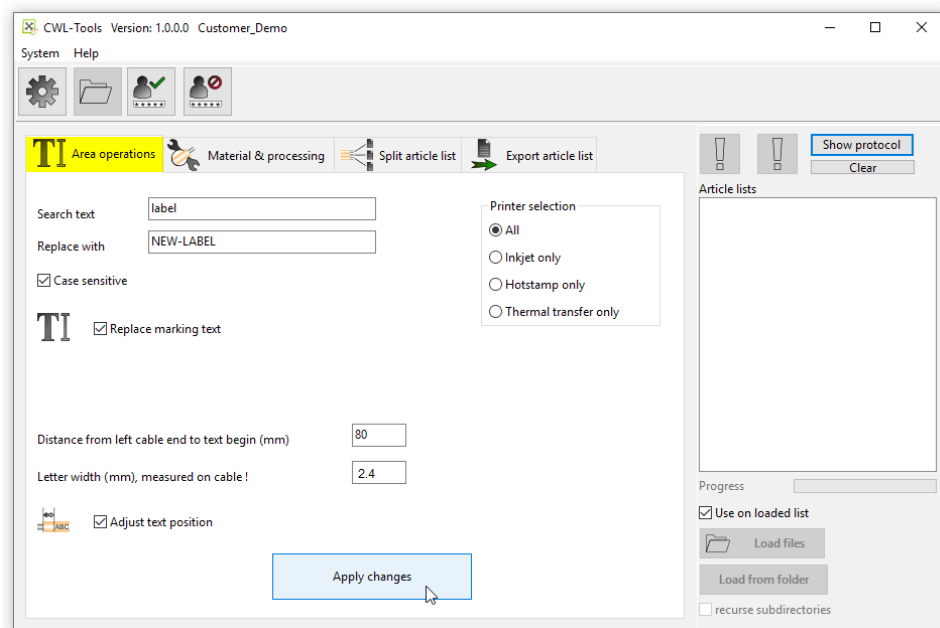 CWL-Tools Version: 1.0.0.0 Customer_Demo
System Help
Area operations
Material & processing
Split article list
Export article list
Show protocol
Clear
Article lists
Search text
label
Replace with
NEW-LABEL
Case sensitive
Printer selection
All
Inkjet only
Hotstamp only
Thermal transfer only
TI
Replace marking text
Distance from left cable end to text begin (mm)
80
Letter width (mm), measured on cable !
2.4
ABC
Adjust text position
Apply changes
Progress
Use on loaded list
Load files
Load from folder
recurse subdirectories